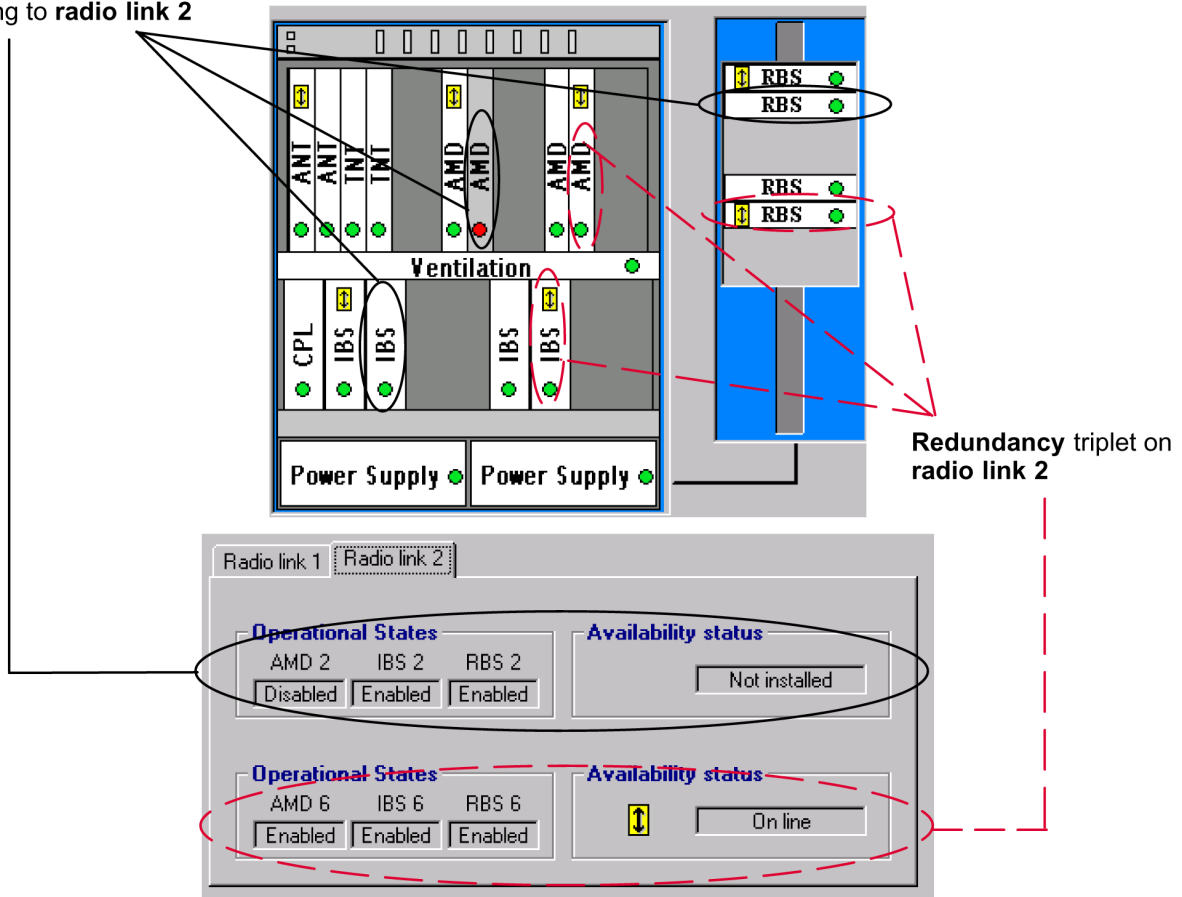 ng to radio link 2
RBS
RBS
RBS
RBS
ANT
ANT
TNT
TNT
AMD
AMD
AMD
AMD
Ventilation
CPL
IBS
IBS
IBS
IBS
Power Supply
Power Supply
Redundancy triplet on
radio link 2
Radio link 1 Radio link 2
Operational States Availability status
AMD 2 IBS 2 RBS 2
Disabled Enabled Enabled Not installed
Operational States Availability status
AMD 6 IBS 6 RBS 6
Enabled Enabled Enabled On line